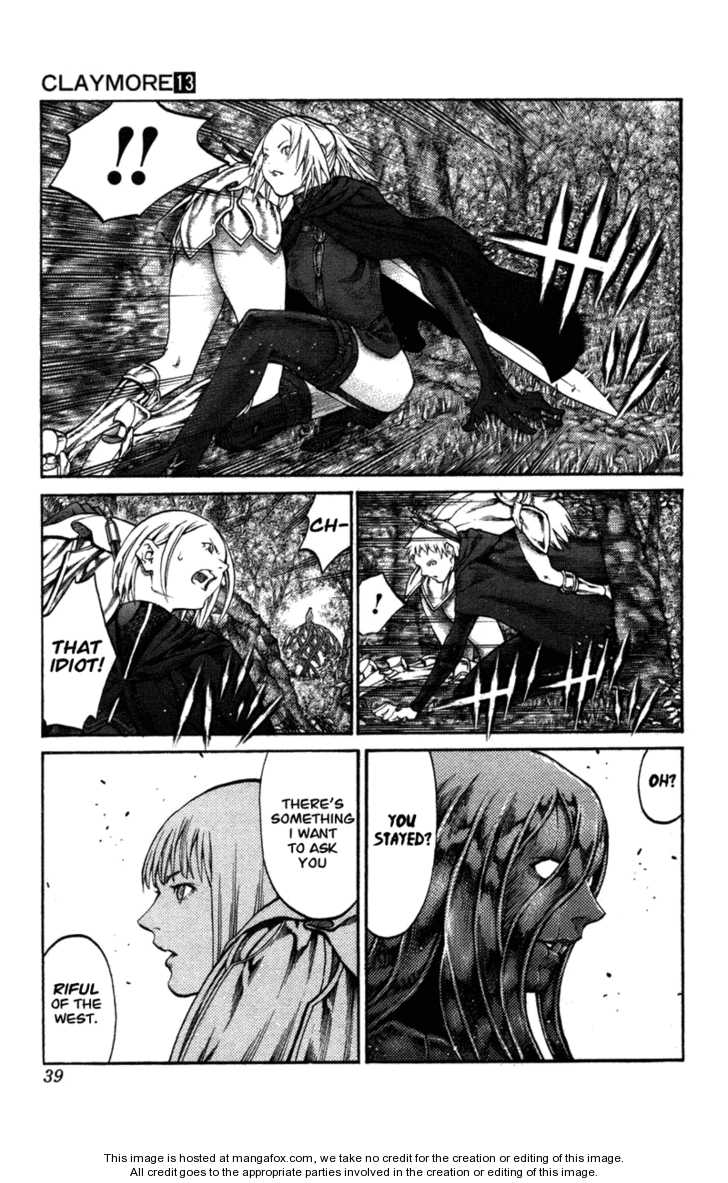 CLAYMORE 13
!!
!
CH-
THAT
IDIOT!
OH?
YOU
STAYED?
THERE'S
SOMETHING
I WANT
TO ASK
YOU
RIFUL
OF THE
WEST.
39
This image is hosted at mangafox.com, we take no credit for the creation or editing of this image.
All credit goes to the appropriate parties involved in the creation or editing of this image.